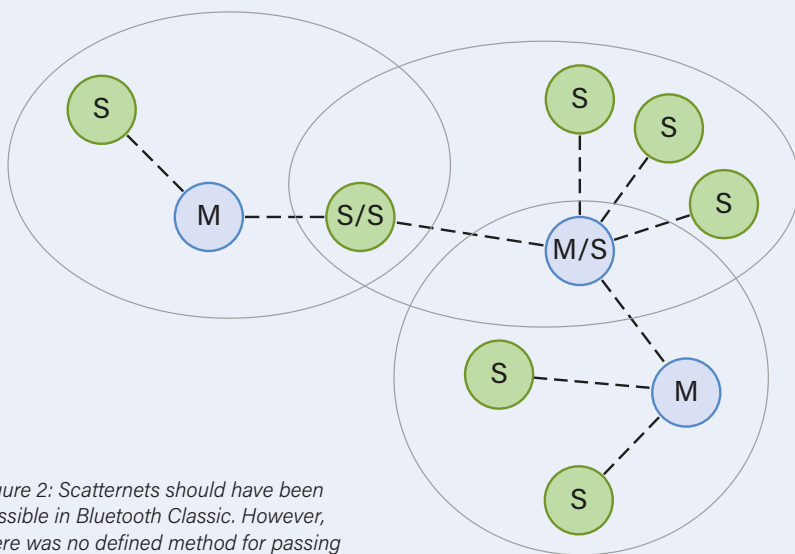 S
S
S
S
M
S/S
M/S
S
M
S
gure 2: Scatternets should have been
ssible in Bluetooth Classic. However,
ere was no defined method for passing